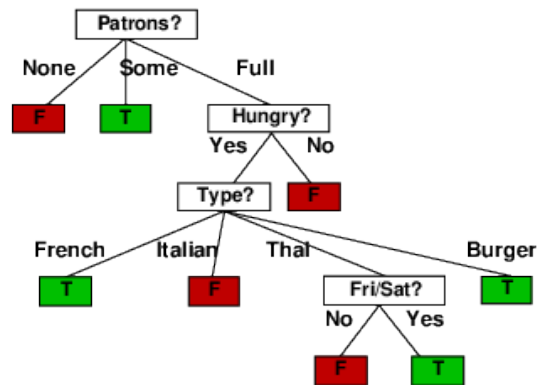 Patrons?
None Some Full
F T Hungry?
Yes No
Type? F
French Italian Thai Burger
T F Fri/Sat? T
No Yes
F T